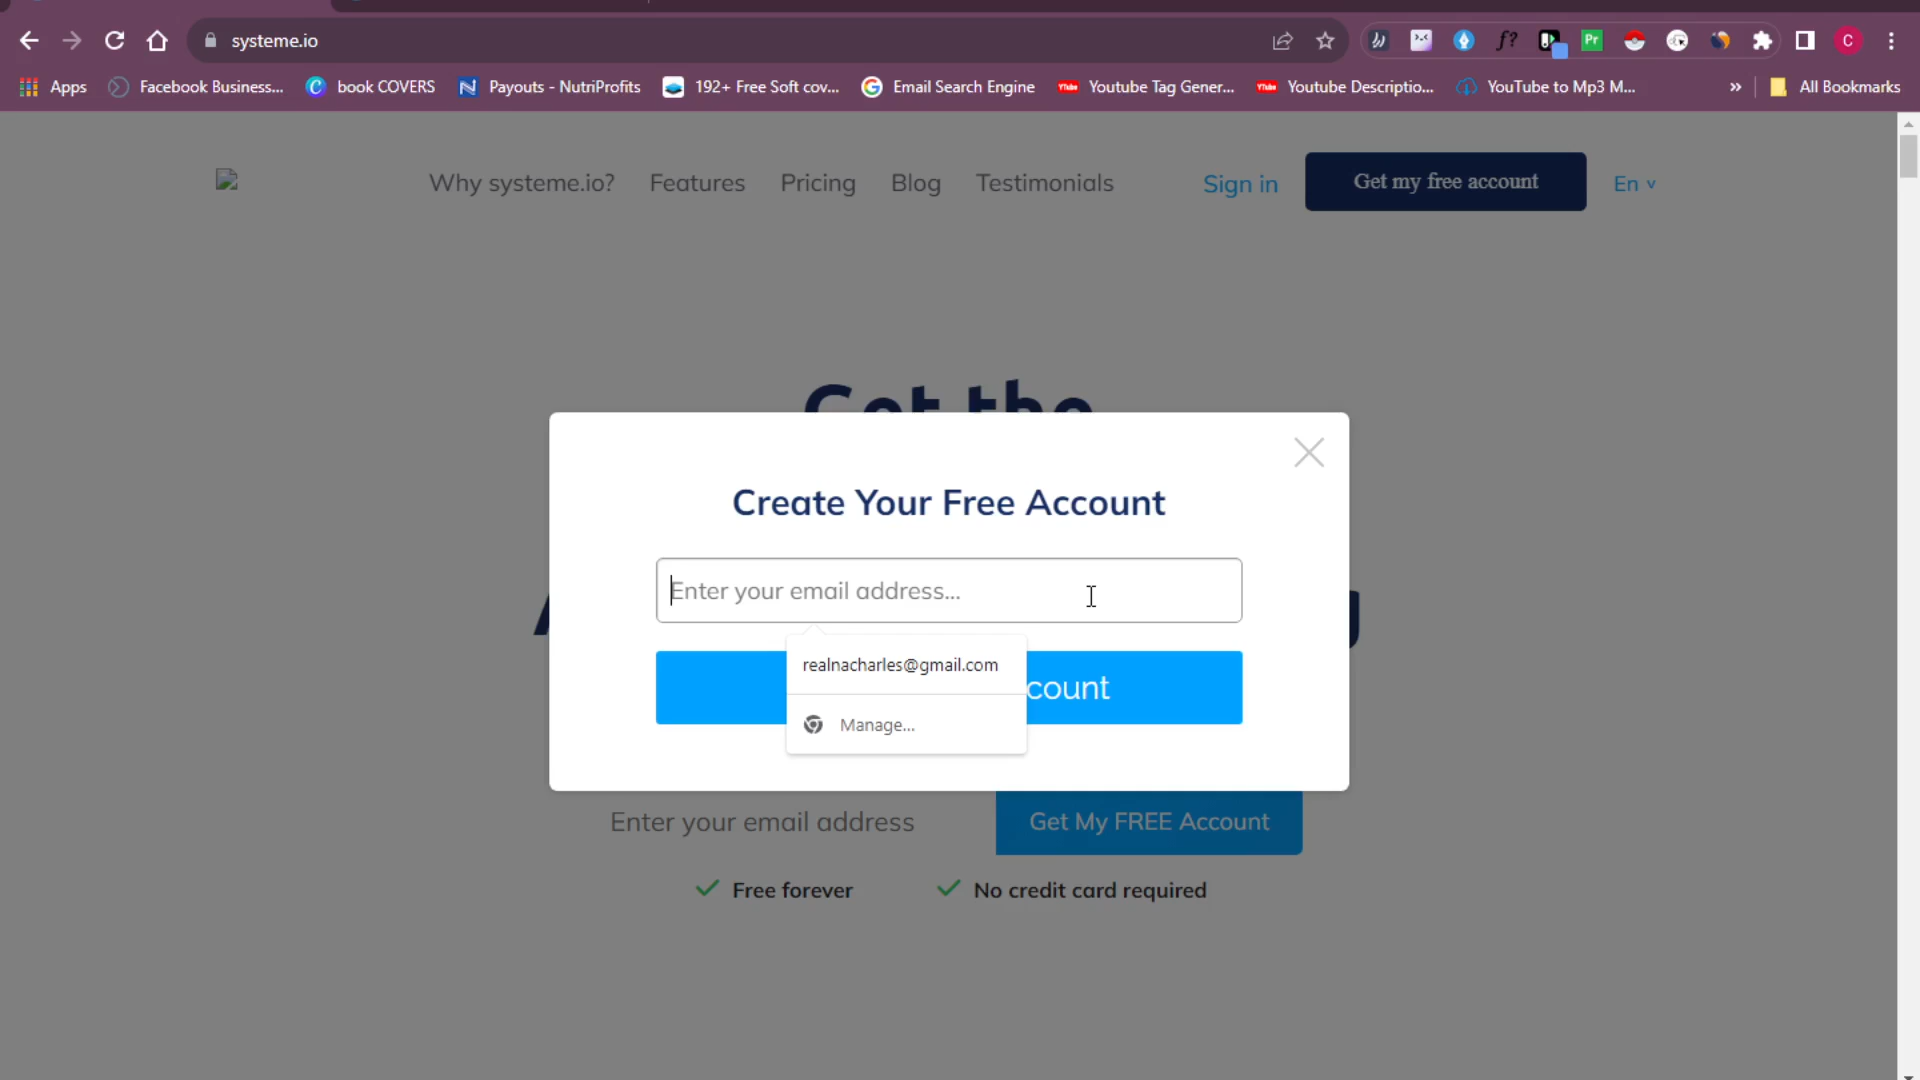 systeme.io
Apps
Facebook Business...
book COVERS
Payouts - NutriProfits
192+ Free Soft cov...
Email Search Engine
Youtube Tag Gener...
Youtube Descriptio...
YouTube to Mp3 M...
»
All Bookmarks
Why systeme.io?
Features
Pricing
Blog
Testimonials
Sign in
Get my free account
En
Get the
Create Your Free Account
Enter your email address...
realnacharles@gmail.com
count
Manage...
Enter your email address
Get My FREE Account
Free forever
No credit card required